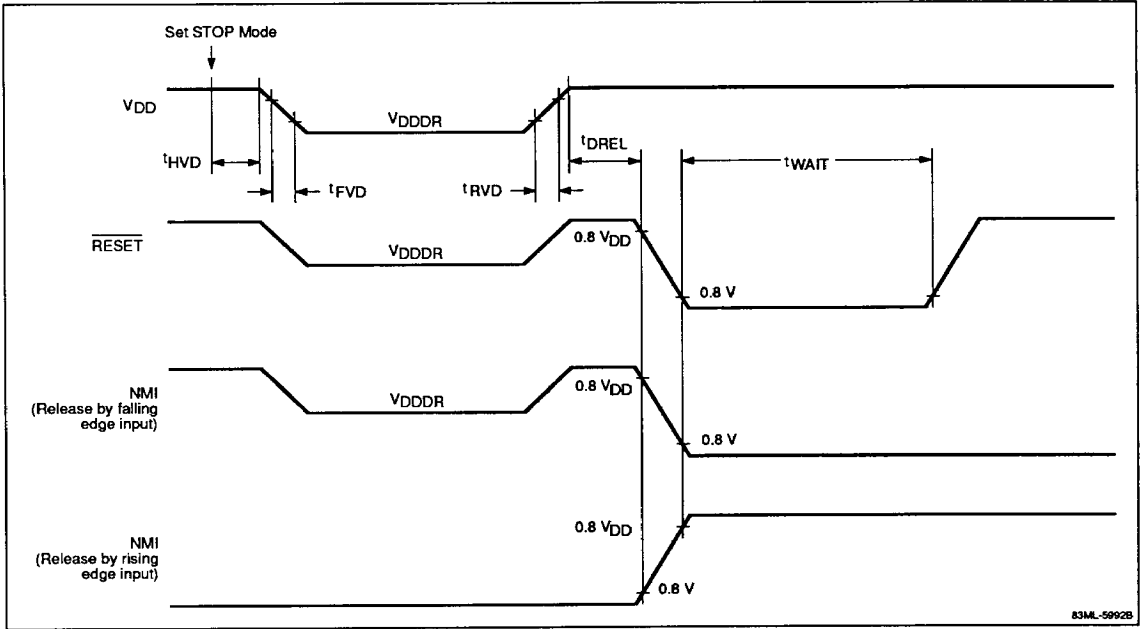 Set STOP Mode
VDD
VDDDR
tHVD
tFVD
tRVD
tDREL
tWAIT
RESET
VDDDR
0.8 VDD
0.8 V
NMI
(Release by falling
edge input)
VDDDR
0.8 VDD
0.8 V
NMI
(Release by rising
edge input)
0.8 VDD
0.8 V
83ML-5992B